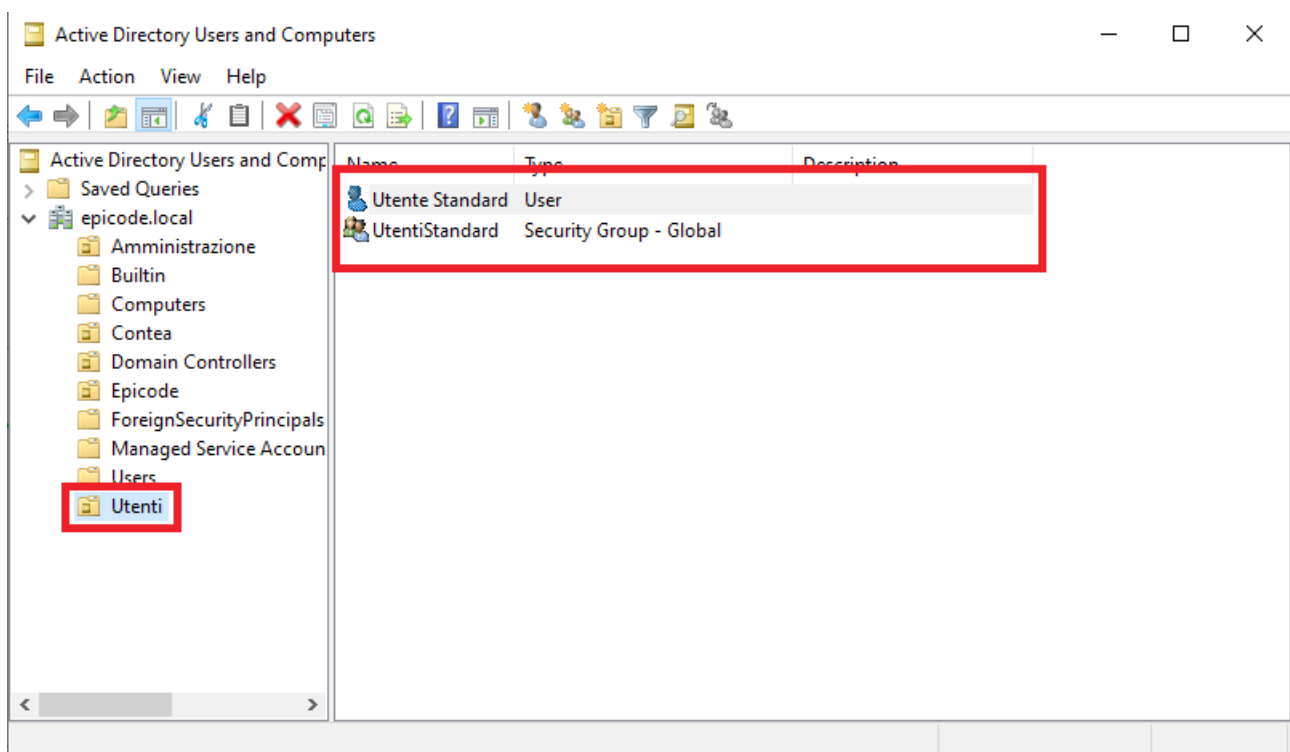 Active Directory Users and Computers
File Action View Help
Active Directory Users and Comp
Saved Queries
epicode.local
Amministrazione
Builtin
Computers
Contea
Domain Controllers
Epicode
ForeignSecurityPrincipals
Managed Service Accoun
Users
Utenti
Name Type Description
Utente Standard User
UtentiStandard Security Group - Global